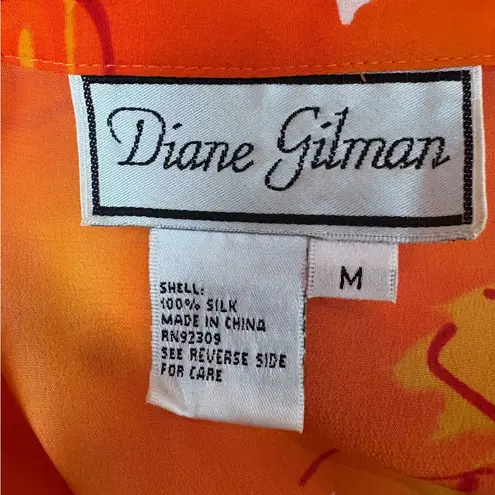 Diane Gilman
M
SHELL:
100% SILK
MADE IN CHINA
RN92309
SEE REVERSE SIDE
FOR CARE